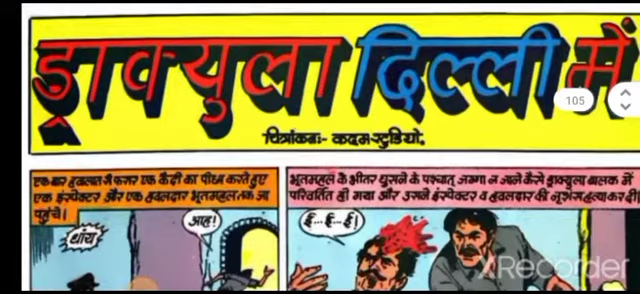 ड्राक्युला दिल्ली में
105
चित्रांकन:- कदम स्टुडियो.
एक बार हवालात से फरार एक कैदी का पीछा करते हुए
एक इंस्पेक्टर और एक हवलदार भूतमहल तक जा
पहुंचे।
भूतमहल के भीतर घुसने के पश्चात् जग्गा न जाने कैसे ड्राक्युला बालक में
परिवर्तित हो गया और उसने इंस्पेक्टर व हवलदार की नृशंस हत्या कर दी।
धांय
आह!
ई...ई...ई!
XRecorder